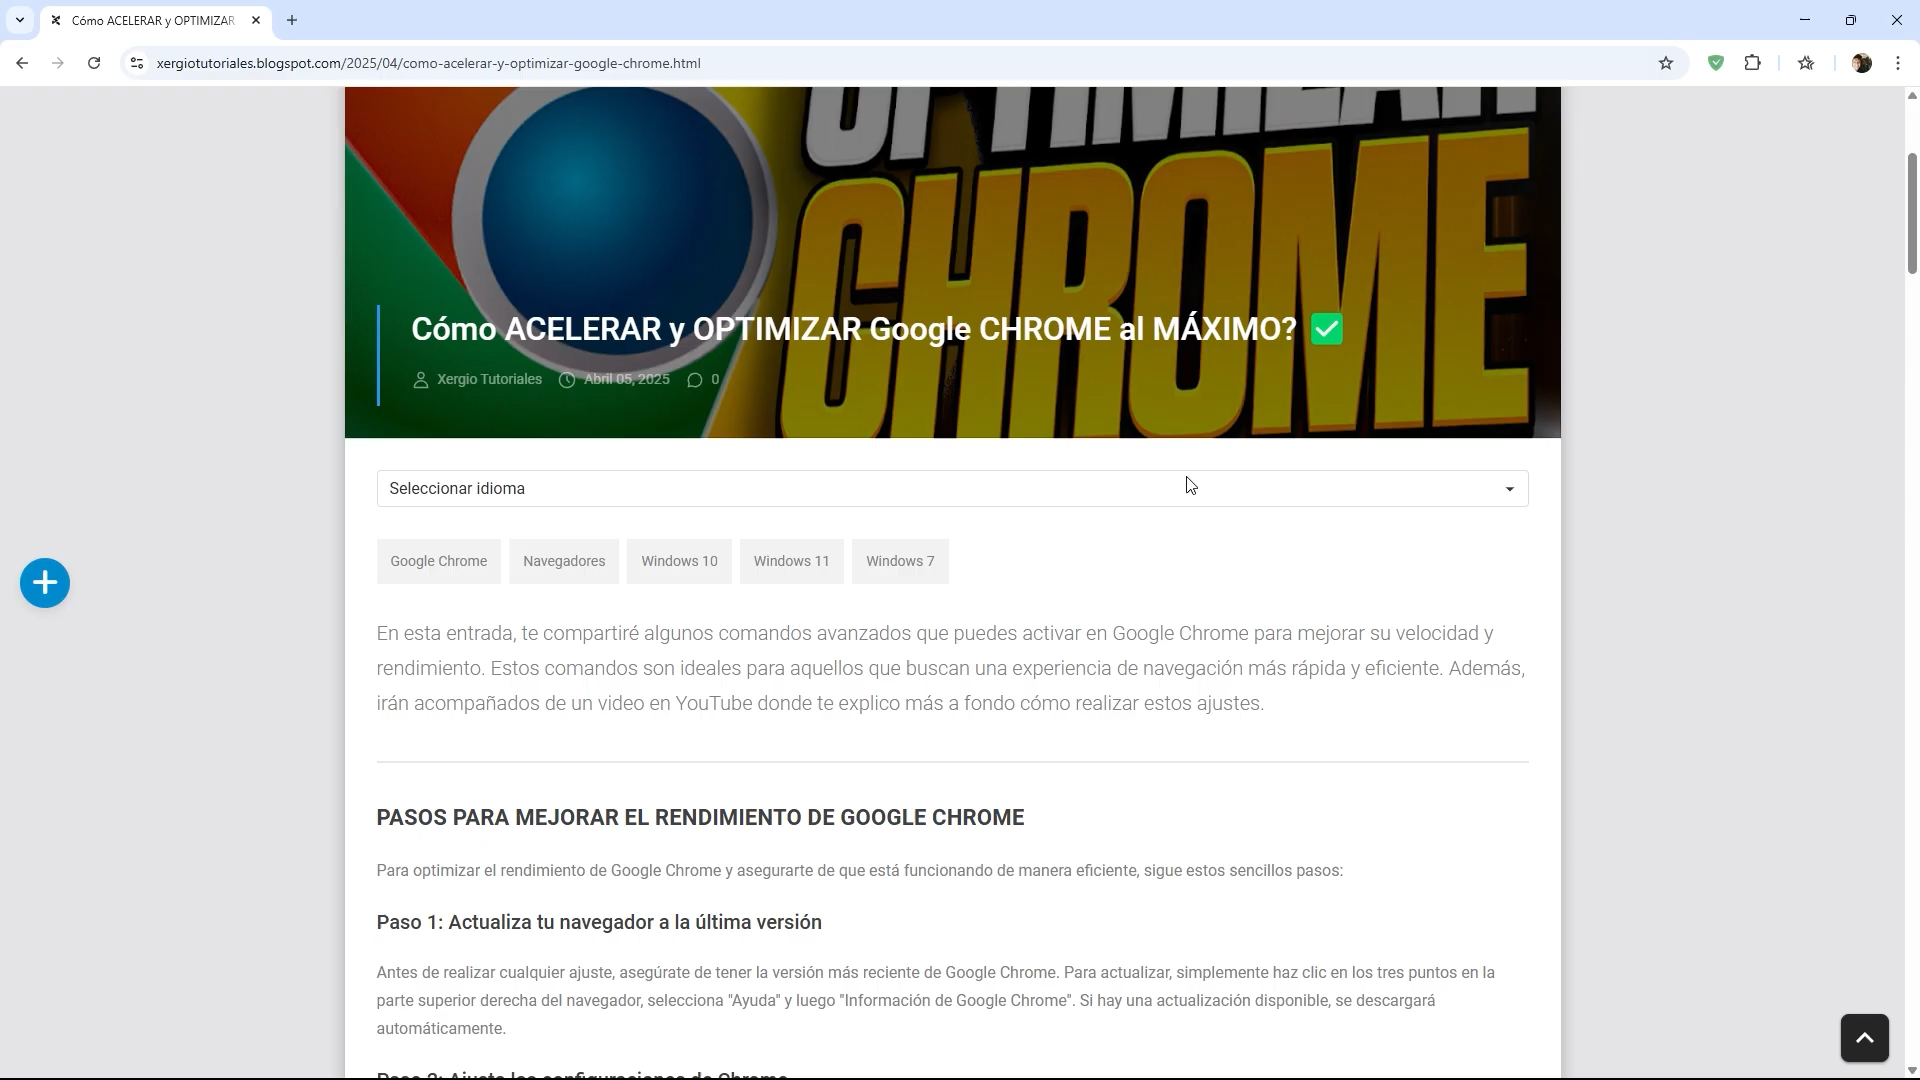 Cómo ACELERAR y OPTIMIZAR
xergiotutoriales.blogspot.com/2025/04/como-acelerar-y-optimizar-google-chrome.html
OPTIMIZAR
CHROME
Cómo ACELERAR y OPTIMIZAR Google CHROME al MÁXIMO? ✅
Xergio Tutoriales Abril 05, 2025 0
Seleccionar idioma
Google Chrome Navegadores Windows 10 Windows 11 Windows 7
En esta entrada, te compartiré algunos comandos avanzados que puedes activar en Google Chrome para mejorar su velocidad y
rendimiento. Estos comandos son ideales para aquellos que buscan una experiencia de navegación más rápida y eficiente. Además,
irán acompañados de un video en YouTube donde te explico más a fondo cómo realizar estos ajustes.
PASOS PARA MEJORAR EL RENDIMIENTO DE GOOGLE CHROME
Para optimizar el rendimiento de Google Chrome y asegurarte de que está funcionando de manera eficiente, sigue estos sencillos pasos:
Paso 1: Actualiza tu navegador a la última versión
Antes de realizar cualquier ajuste, asegúrate de tener la versión más reciente de Google Chrome. Para actualizar, simplemente haz clic en los tres puntos en la
parte superior derecha del navegador, selecciona "Ayuda" y luego "Información de Google Chrome". Si hay una actualización disponible, se descargará
automáticamente.
Paso 2: Ajusta las configuraciones de Chrome